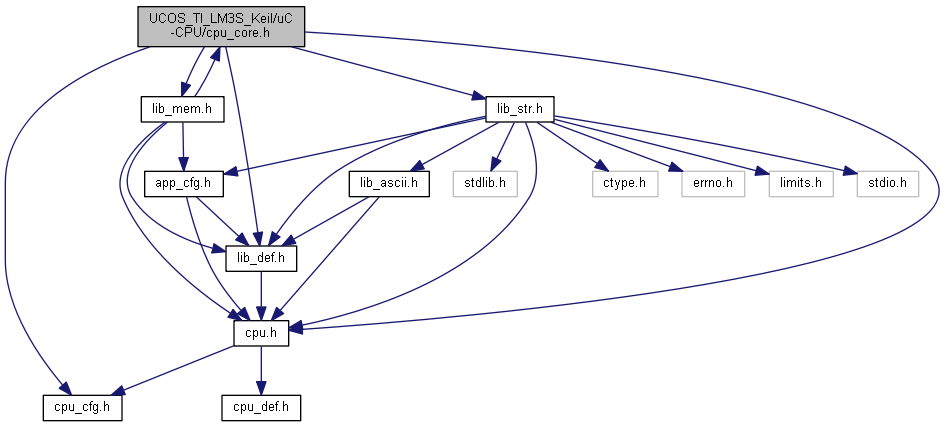 UCOS_TI_LM3S_Keil/uC
-CPU/cpu_core.h
lib_mem.h
lib_str.h
app_cfg.h
lib_ascii.h
stdlib.h
ctype.h
errno.h
limits.h
stdio.h
lib_def.h
cpu.h
cpu_cfg.h
cpu_def.h